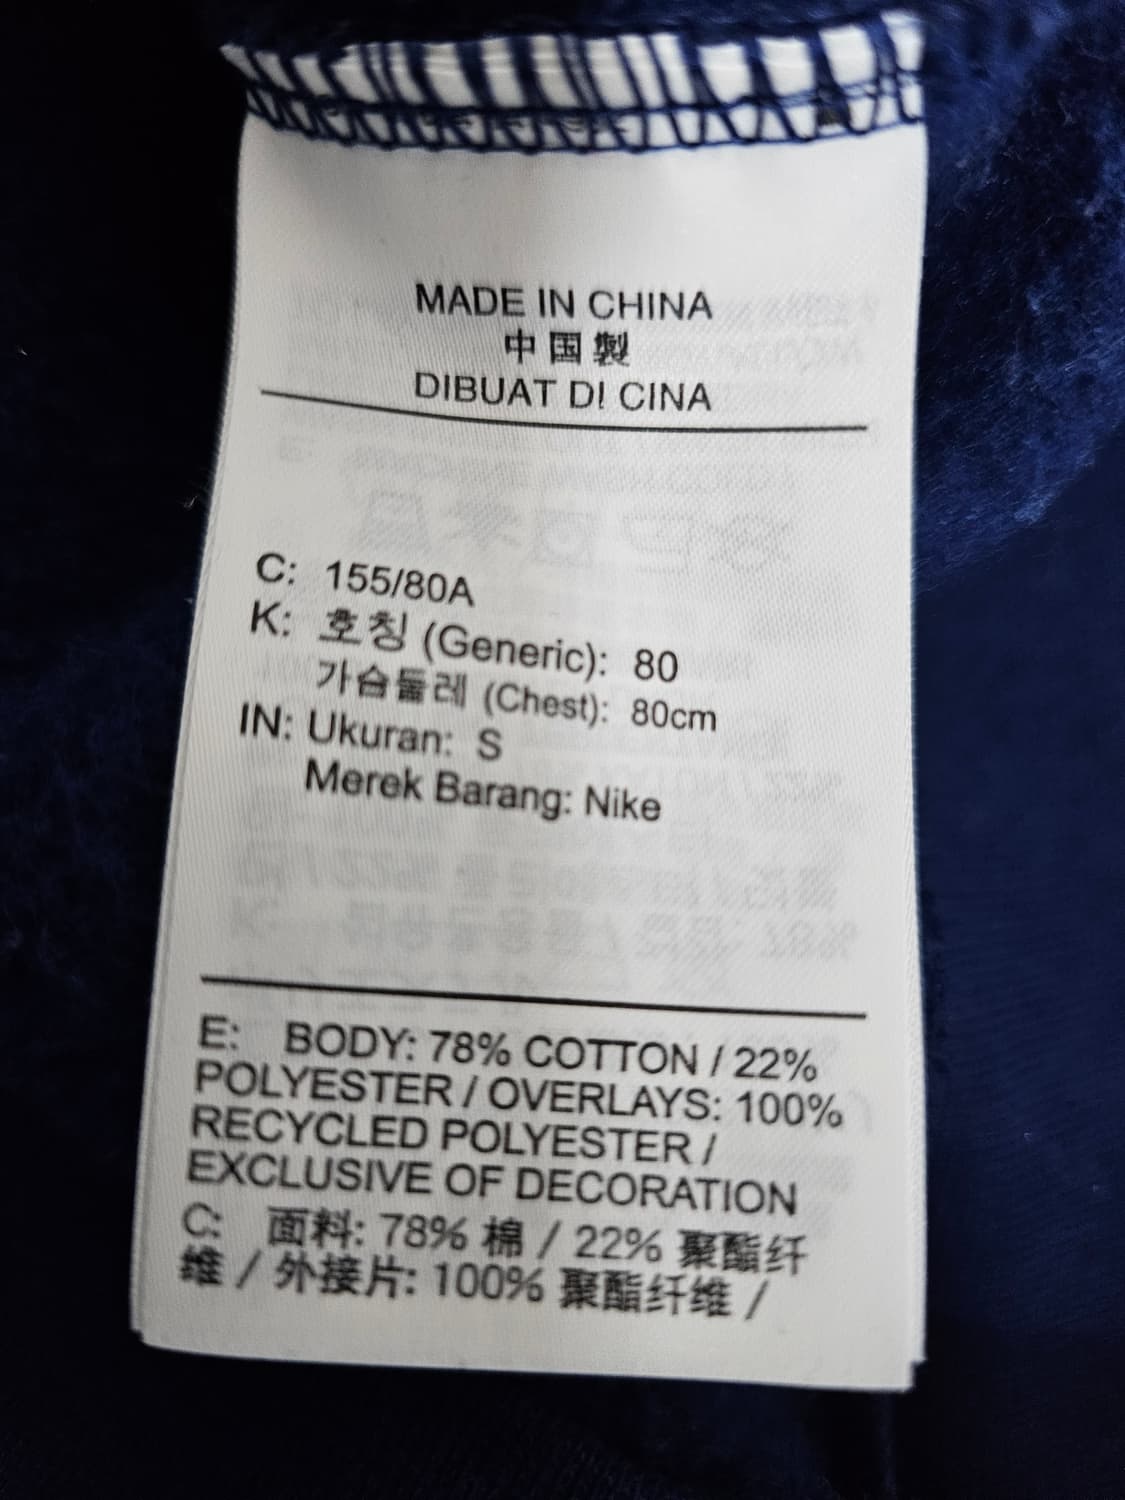 MADE IN CHINA
中国製
DIBUAT DI CINA
C: 155/80A
K: 호칭 (Generic): 80
가슴둘레 (Chest): 80cm
IN: Ukuran: S
Merek Barang: Nike
E: BODY: 78% COTTON / 22%
POLYESTER / OVERLAYS: 100%
RECYCLED POLYESTER /
EXCLUSIVE OF DECORATION
C: 面料: 78% 棉 / 22% 聚酯纤
维 / 外接片: 100% 聚酯纤维 /